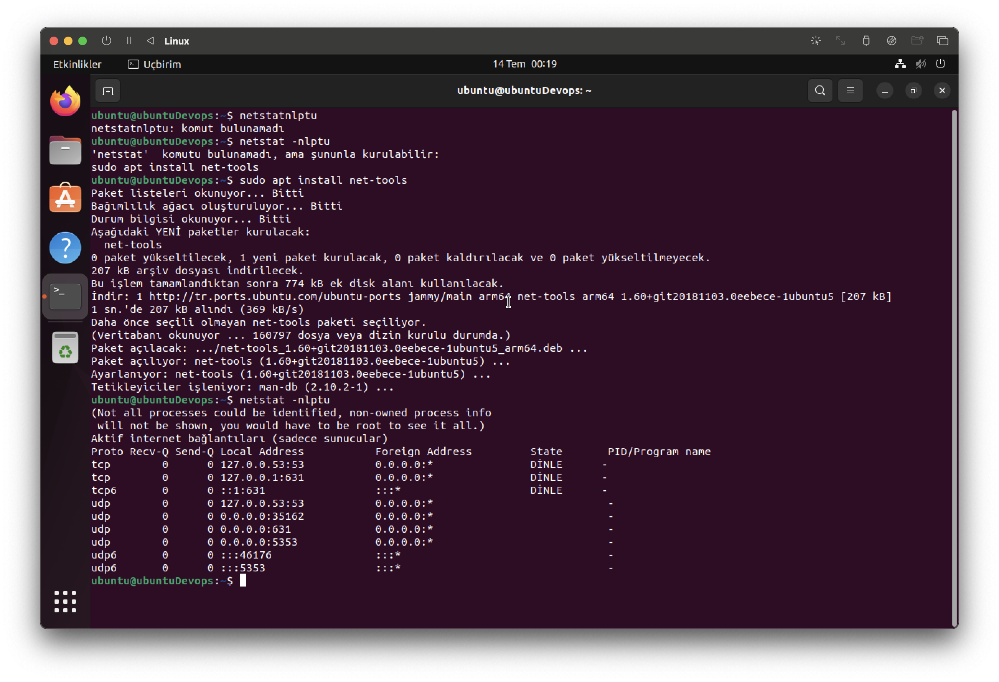 Linux
Etkinlikler Uçbirim 14 Tem 00:19
ubuntu@ubuntuDevops: ~
ubuntu@ubuntuDevops:~$ netstatnlptu
netstatnlptu: komut bulunamadı
ubuntu@ubuntuDevops:~$ netstat -nlptu
'netstat'  komutu bulunamadı, ama şununla kurulabilir:
sudo apt install net-tools
ubuntu@ubuntuDevops:~$ sudo apt install net-tools
Paket listeleri okunuyor... Bitti
Bağımlılık ağacı oluşturuluyor... Bitti
Durum bilgisi okunuyor... Bitti
Aşağıdaki YENİ paketler kurulacak:
  net-tools
0 paket yükseltilecek, 1 yeni paket kurulacak, 0 paket kaldırılacak ve 0 paket yükseltilmeyecek.
207 kB arşiv dosyası indirilecek.
Bu işlem tamamlandıktan sonra 774 kB ek disk alanı kullanılacak.
İndir: 1 http://tr.ports.ubuntu.com/ubuntu-ports jammy/main arm64 net-tools arm64 1.60+git20181103.0eebece-1ubuntu5 [207 kB]
1 sn.'de 207 kB alındı (369 kB/s)
Daha önce seçili olmayan net-tools paketi seçiliyor.
(Veritabanı okunuyor ... 160797 dosya veya dizin kurulu durumda.)
Paket açılacak: .../net-tools_1.60+git20181103.0eebece-1ubuntu5_arm64.deb ...
Paket açılıyor: net-tools (1.60+git20181103.0eebece-1ubuntu5) ...
Ayarlanıyor: net-tools (1.60+git20181103.0eebece-1ubuntu5) ...
Tetikleyiciler işleniyor: man-db (2.10.2-1) ...
ubuntu@ubuntuDevops:~$ netstat -nlptu
(Not all processes could be identified, non-owned process info
 will not be shown, you would have to be root to see it all.)
Aktif internet bağlantıları (sadece sunucular)
Proto Recv-Q Send-Q Local Address           Foreign Address         State       PID/Program name
tcp        0      0 127.0.0.53:53           0.0.0.0:*               DİNLE      -
tcp        0      0 127.0.0.1:631           0.0.0.0:*               DİNLE      -
tcp6       0      0 ::1:631                 :::*                    DİNLE      -
udp        0      0 127.0.0.53:53           0.0.0.0:*                           -
udp        0      0 0.0.0.0:35162           0.0.0.0:*                           -
udp        0      0 0.0.0.0:631             0.0.0.0:*                           -
udp        0      0 0.0.0.0:5353            0.0.0.0:*                           -
udp6       0      0 :::46176                :::*                                -
udp6       0      0 :::5353                 :::*                                -
ubuntu@ubuntuDevops:~$